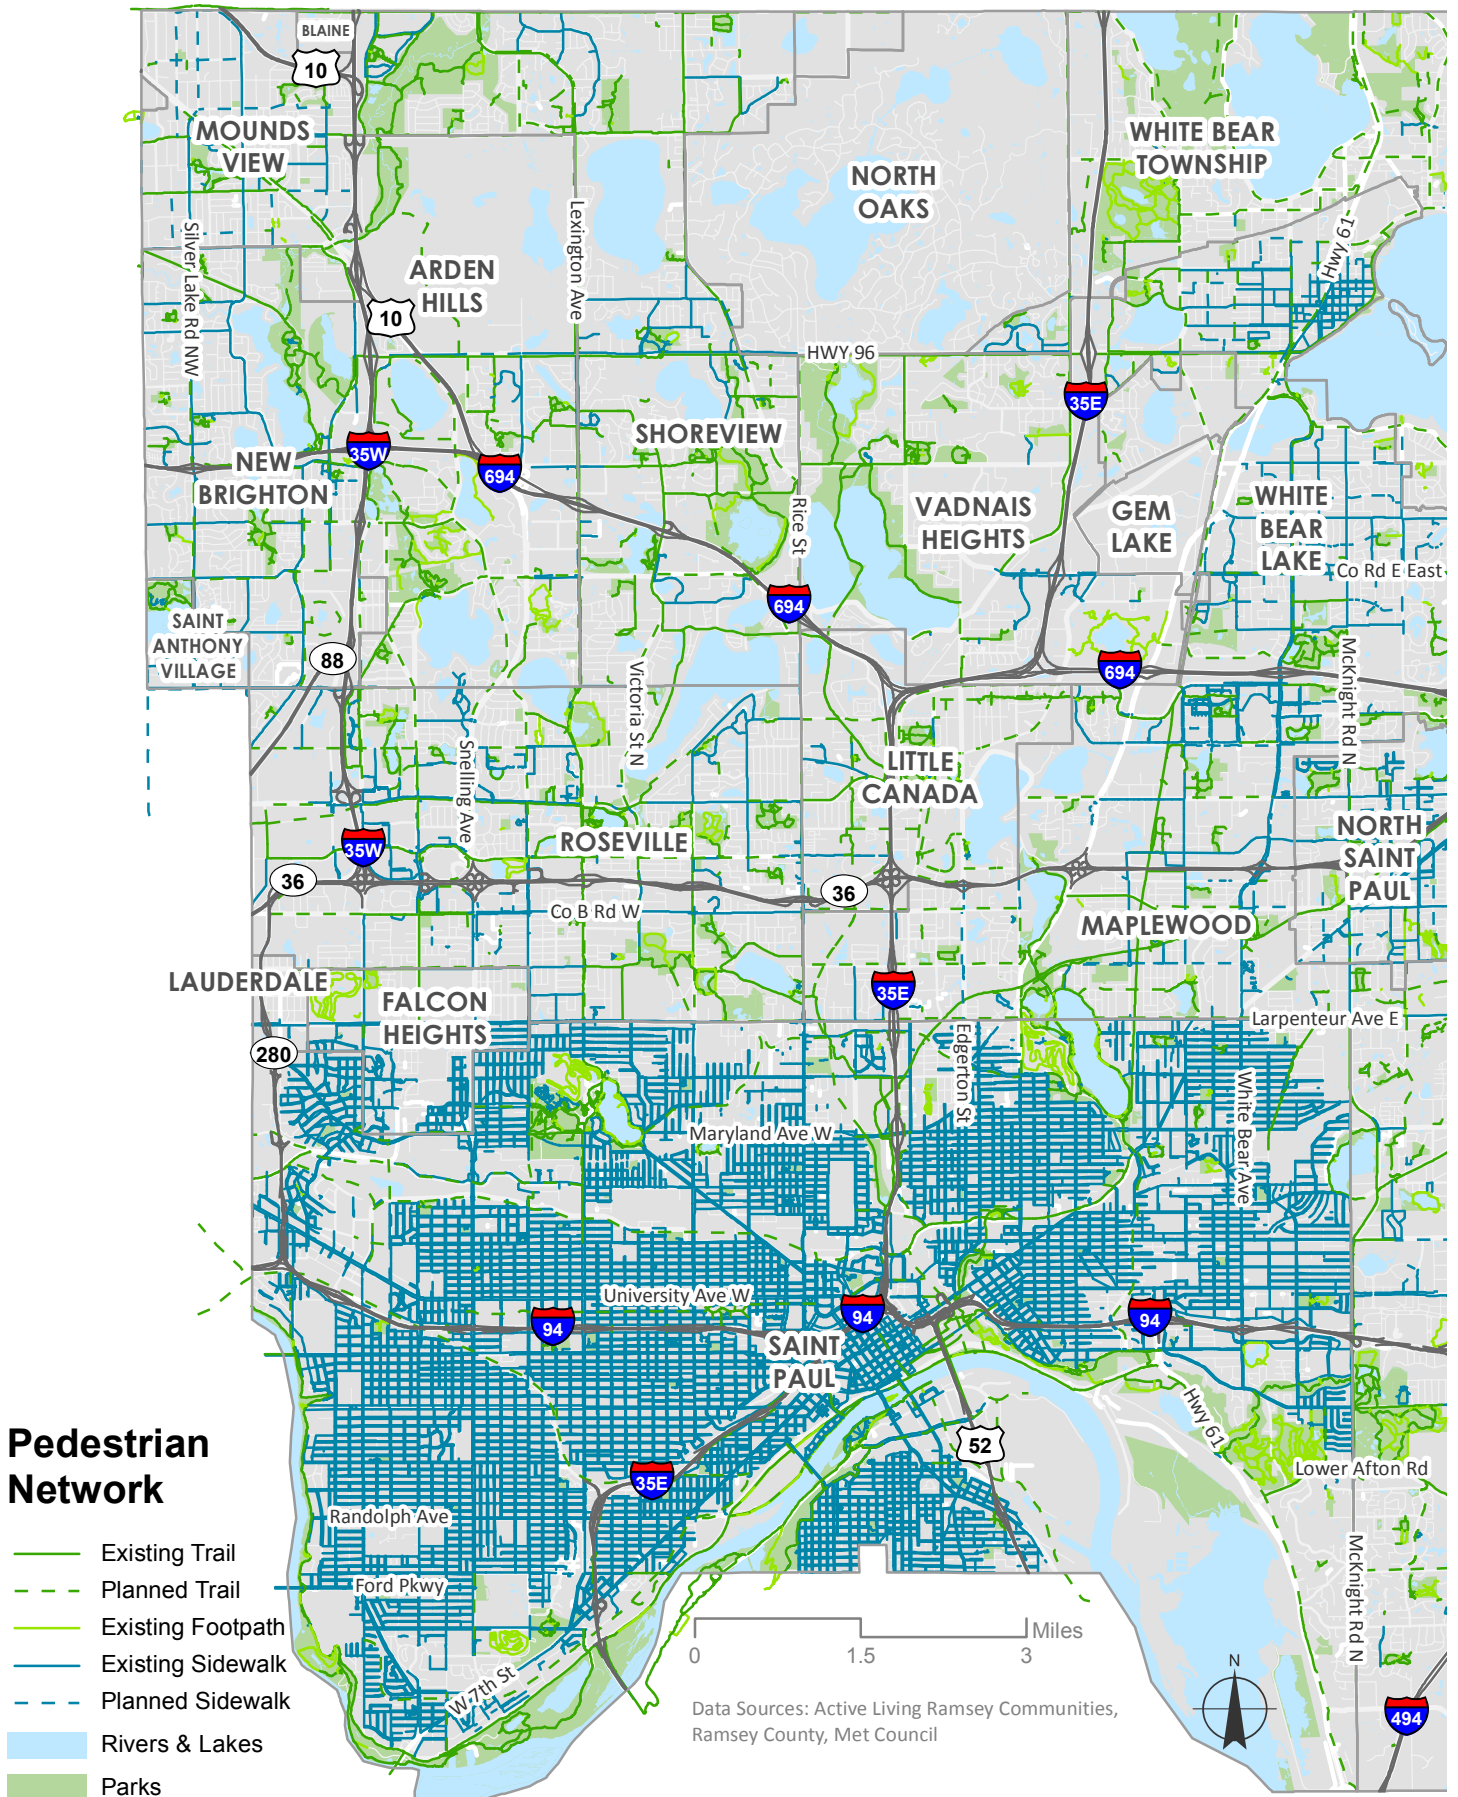 BLAINE
10
MOUNDS
VIEW
WHITE BEAR
TOWNSHIP
NORTH
OAKS
Silver Lake Rd NW
Lexington Ave
Hwy 61
ARDEN
HILLS
10
HWY 96
35E
SHOREVIEW
35W
NEW
BRIGHTON
694
Rice St
VADNAIS
HEIGHTS
GEM
LAKE
WHITE
BEAR
LAKE
Co Rd E East
694
SAINT
ANTHONY
VILLAGE
88
694
Victoria St N
McKnight Rd N
Snelling Ave
LITTLE
CANADA
35W
ROSEVILLE
NORTH
SAINT
PAUL
36
36
Co B Rd W
MAPLEWOOD
LAUDERDALE
FALCON
HEIGHTS
35E
Larpenteur Ave E
280
Edgerton St
White Bear Ave
Maryland Ave W
University Ave W
94
94
94
SAINT
PAUL
Hwy 61
52
35E
Lower Afton Rd
Randolph Ave
McKnight Rd N
Ford Pkwy
W 7th St
494
Pedestrian
Network
Existing Trail
Planned Trail
Existing Footpath
Existing Sidewalk
Planned Sidewalk
Rivers & Lakes
Parks
Miles
0 1.5 3
Data Sources: Active Living Ramsey Communities,
Ramsey County, Met Council
N